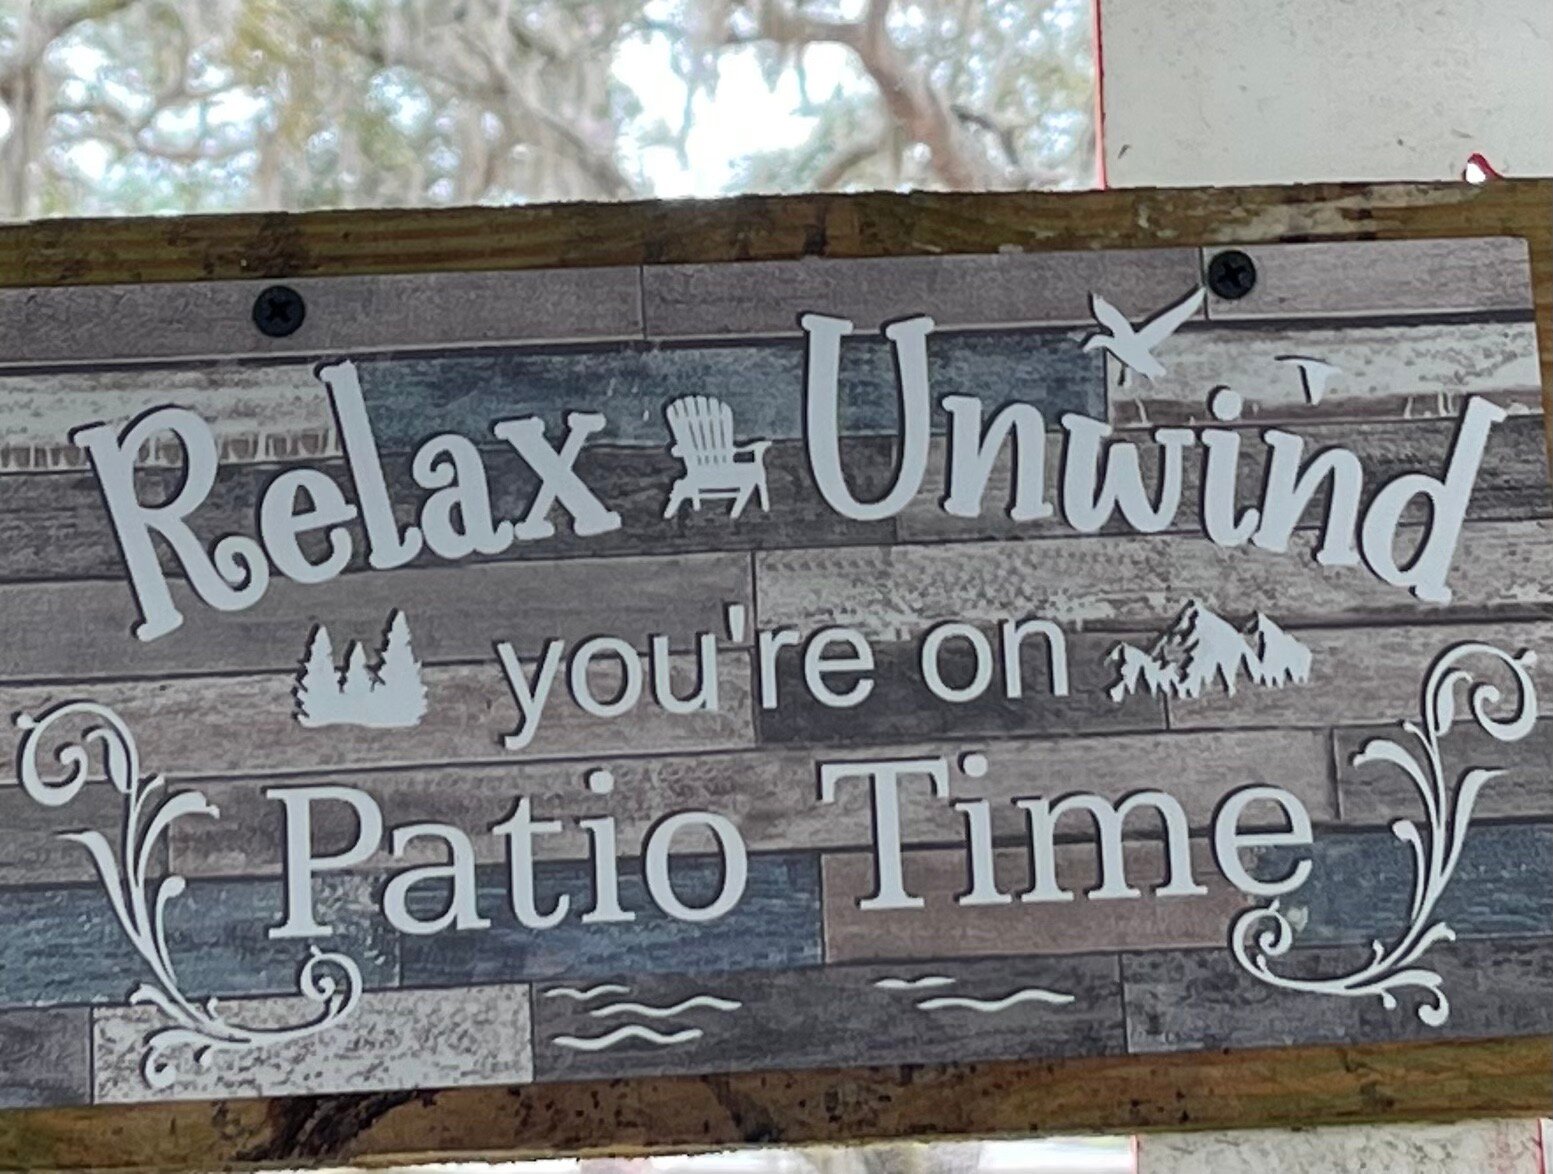 Relax Unwind
you're on
Patio Time